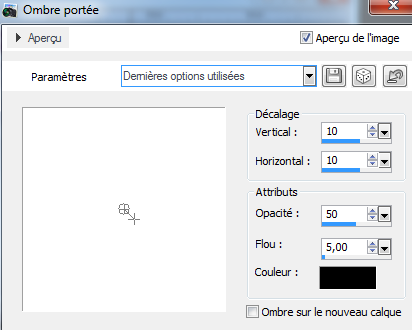 Ombre portée
Aperçu
Aperçu de l'image
Paramètres
Dernières options utilisées
Décalage
Vertical : 10
Horizontal : 10
Attributs
Opacité : 50
Flou : 5,00
Couleur :
Ombre sur le nouveau calque